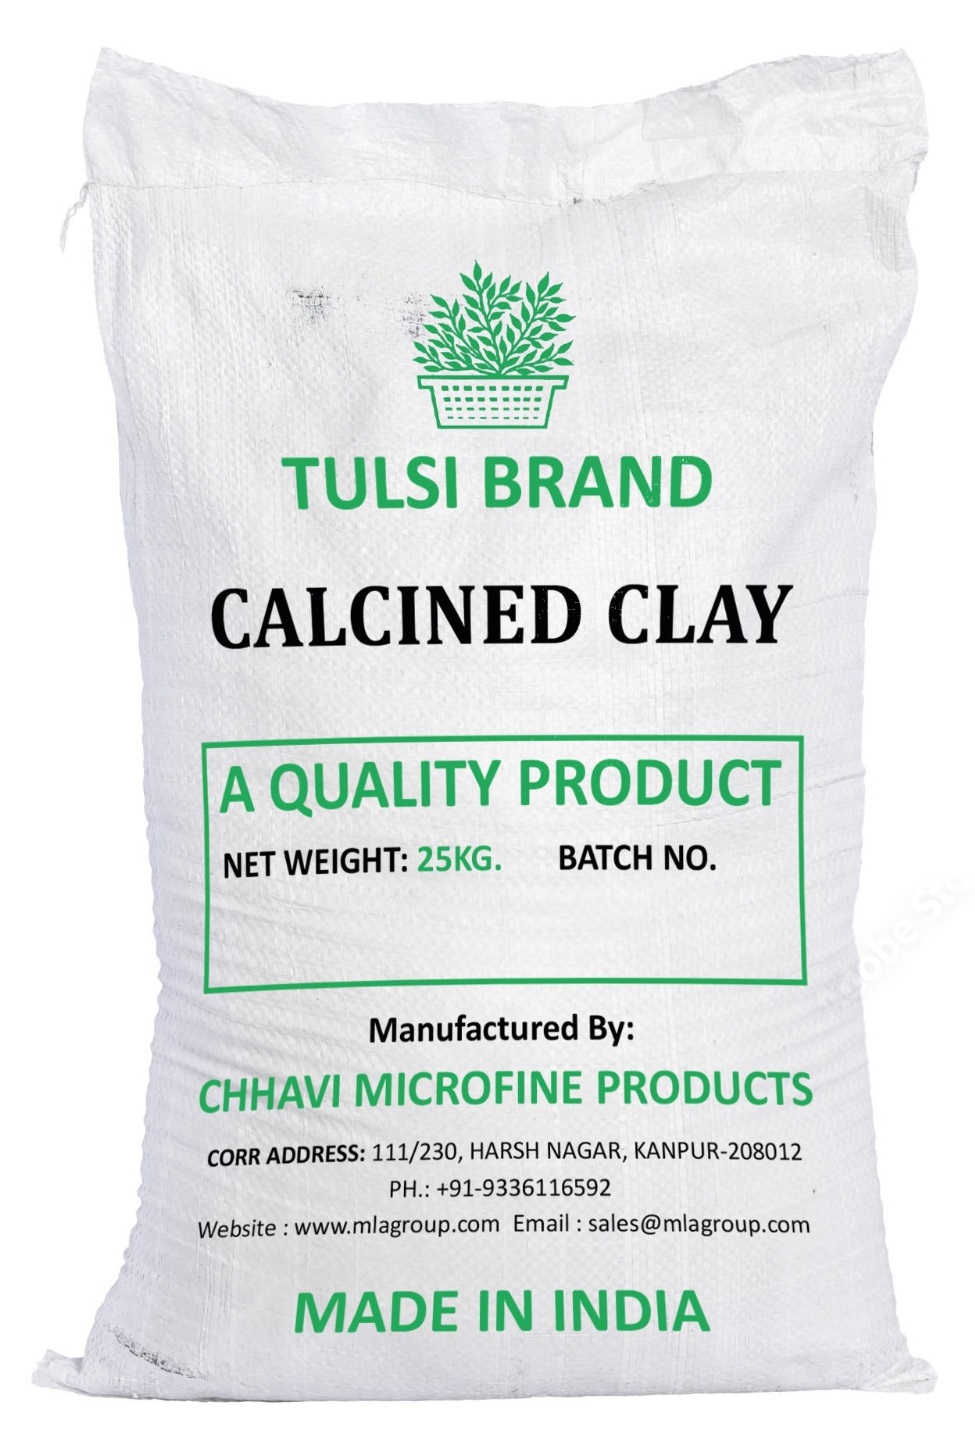 TULSI BRAND
CALCINED CLAY
A QUALITY PRODUCT
NET WEIGHT: 25KG. BATCH NO.
Manufactured By:
CHHAVI MICROFINE PRODUCTS
CORR ADDRESS: 111/230, HARSH NAGAR, KANPUR-208012
PH.: +91-9336116592
Website : www.mlagroup.com Email : sales@mlagroup.com
MADE IN INDIA